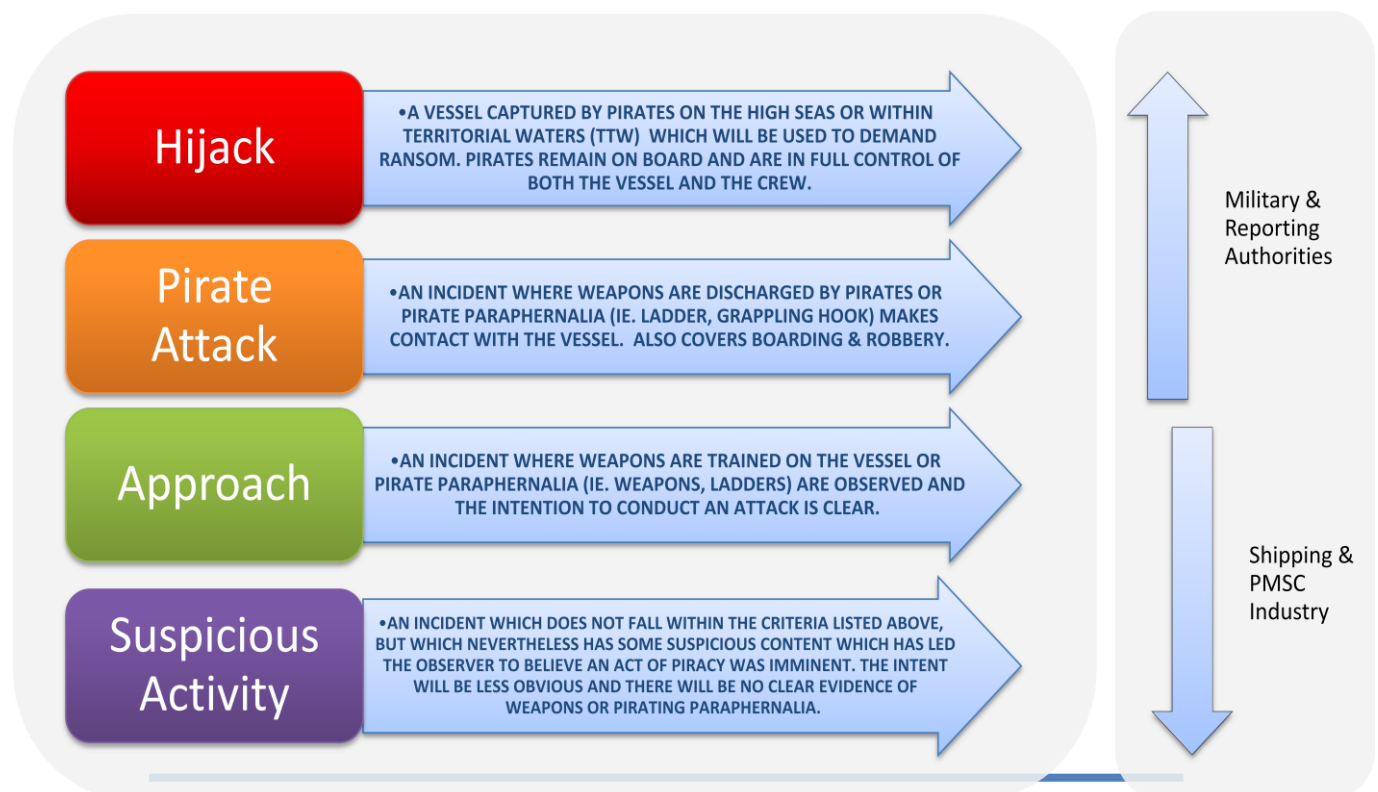 Hijack
•A VESSEL CAPTURED BY PIRATES ON THE HIGH SEAS OR WITHIN
TERRITORIAL WATERS (TTW) WHICH WILL BE USED TO DEMAND
RANSOM. PIRATES REMAIN ON BOARD AND ARE IN FULL CONTROL OF
BOTH THE VESSEL AND THE CREW.
Pirate
Attack
•AN INCIDENT WHERE WEAPONS ARE DISCHARGED BY PIRATES OR
PIRATE PARAPHERNALIA (IE. LADDER, GRAPPLING HOOK) MAKES
CONTACT WITH THE VESSEL. ALSO COVERS BOARDING & ROBBERY.
Approach
•AN INCIDENT WHERE WEAPONS ARE TRAINED ON THE VESSEL OR
PIRATE PARAPHERNALIA (IE. WEAPONS, LADDERS) ARE OBSERVED AND
THE INTENTION TO CONDUCT AN ATTACK IS CLEAR.
Suspicious
Activity
•AN INCIDENT WHICH DOES NOT FALL WITHIN THE CRITERIA LISTED ABOVE,
BUT WHICH NEVERTHELESS HAS SOME SUSPICIOUS CONTENT WHICH HAS LED
THE OBSERVER TO BELIEVE AN ACT OF PIRACY WAS IMMINENT. THE INTENT
WILL BE LESS OBVIOUS AND THERE WILL BE NO CLEAR EVIDENCE OF
WEAPONS OR PIRATING PARAPHERNALIA.
Military &
Reporting
Authorities
Shipping &
PMSC
Industry